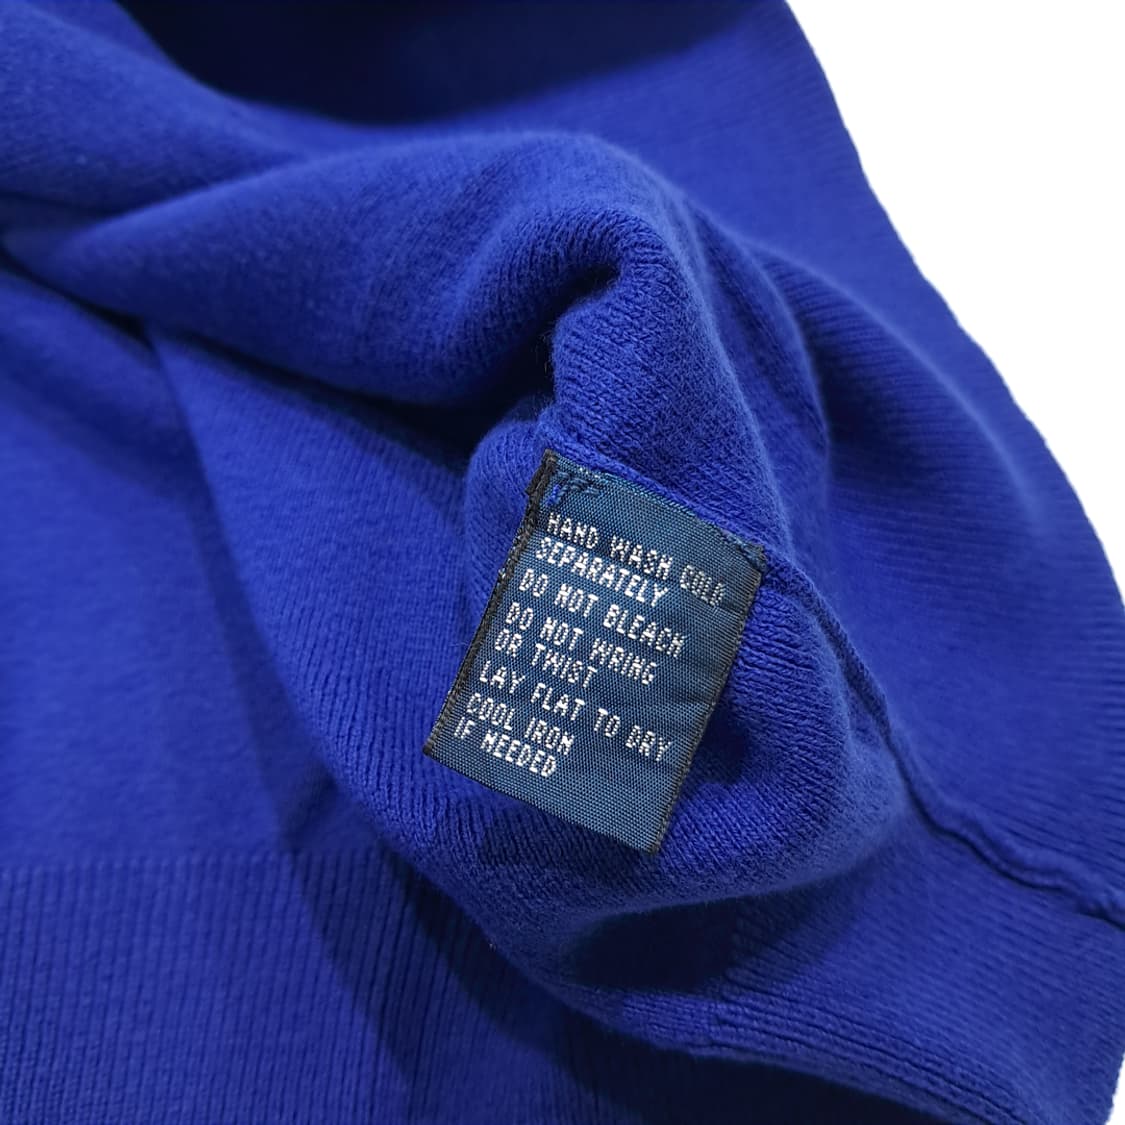 HAND WASH COLD
SEPARATELY
DO NOT BLEACH
DO NOT WRING
OR TWIST
LAY FLAT TO DRY
COOL IRON
IF NEEDED